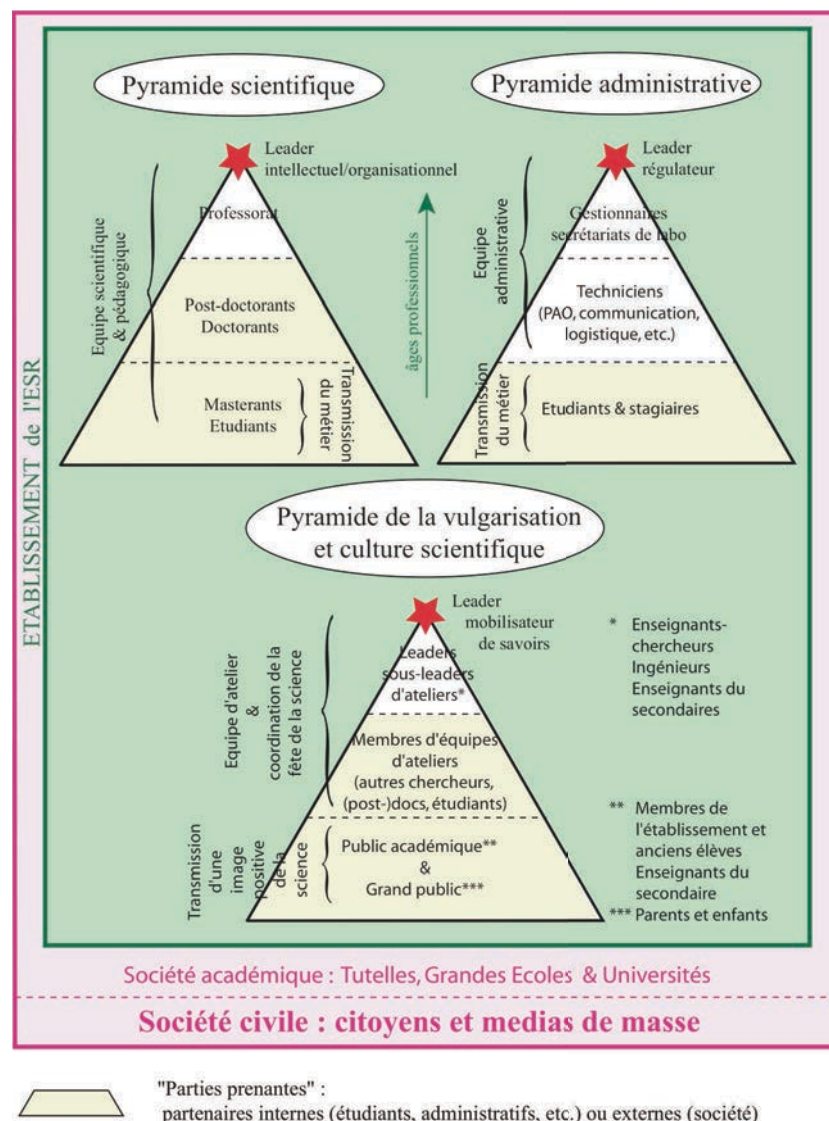 Pyramide scientifique
Leader
intellectuel/organisationnel
Professorat
Post-doctorants
Doctorants
Masterants
Etudiants
Equipe scientifique
& pédagogique
Transmission
du métier
âges professionnels
Pyramide administrative
Leader
régulateur
Gestionnaires
secrétariats de labo
Techniciens
(PAO, communication,
logistique, etc.)
Etudiants & stagiaires
Equipe
administrative
Transmission
du métier
ETABLISSEMENT de l'ESR
Pyramide de la vulgarisation
et culture scientifique
Leader
mobilisateur
de savoirs
Leaders
sous-leaders
d'ateliers*
Membres d'équipes
d'ateliers
(autres chercheurs,
(post-)docs, étudiants)
Public académique**
&
Grand public***
Equipe d'atelier
&
coordination de la
fête de la science
Transmission
d'une
image
positive
de la
science
* Enseignants-
chercheurs
Ingénieurs
Enseignants du
secondaires
** Membres de
l'établissement et
anciens élèves
Enseignants du
secondaire
*** Parents et enfants
Société académique : Tutelles, Grandes Ecoles & Universités
Société civile : citoyens et medias de masse
"Parties prenantes" :
partenaires internes (étudiants, administratifs, etc.) ou externes (société)